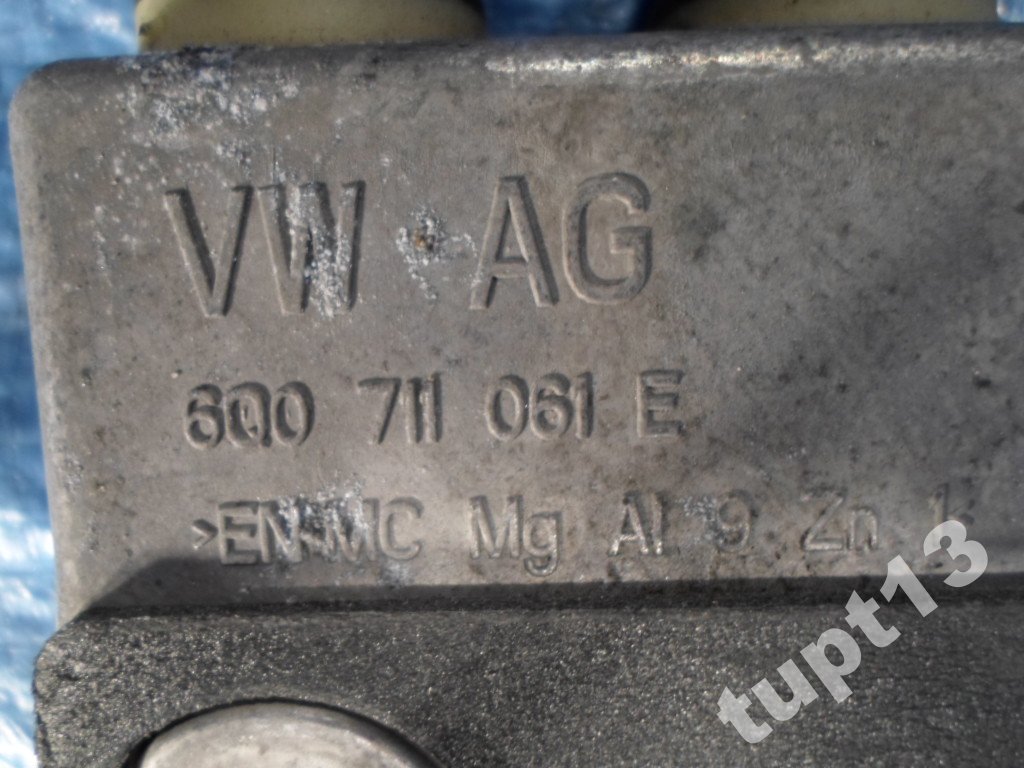 VW AG
6Q0 711 061 E
>EN-MC Mg Al 9 Zn 1<
tupt13